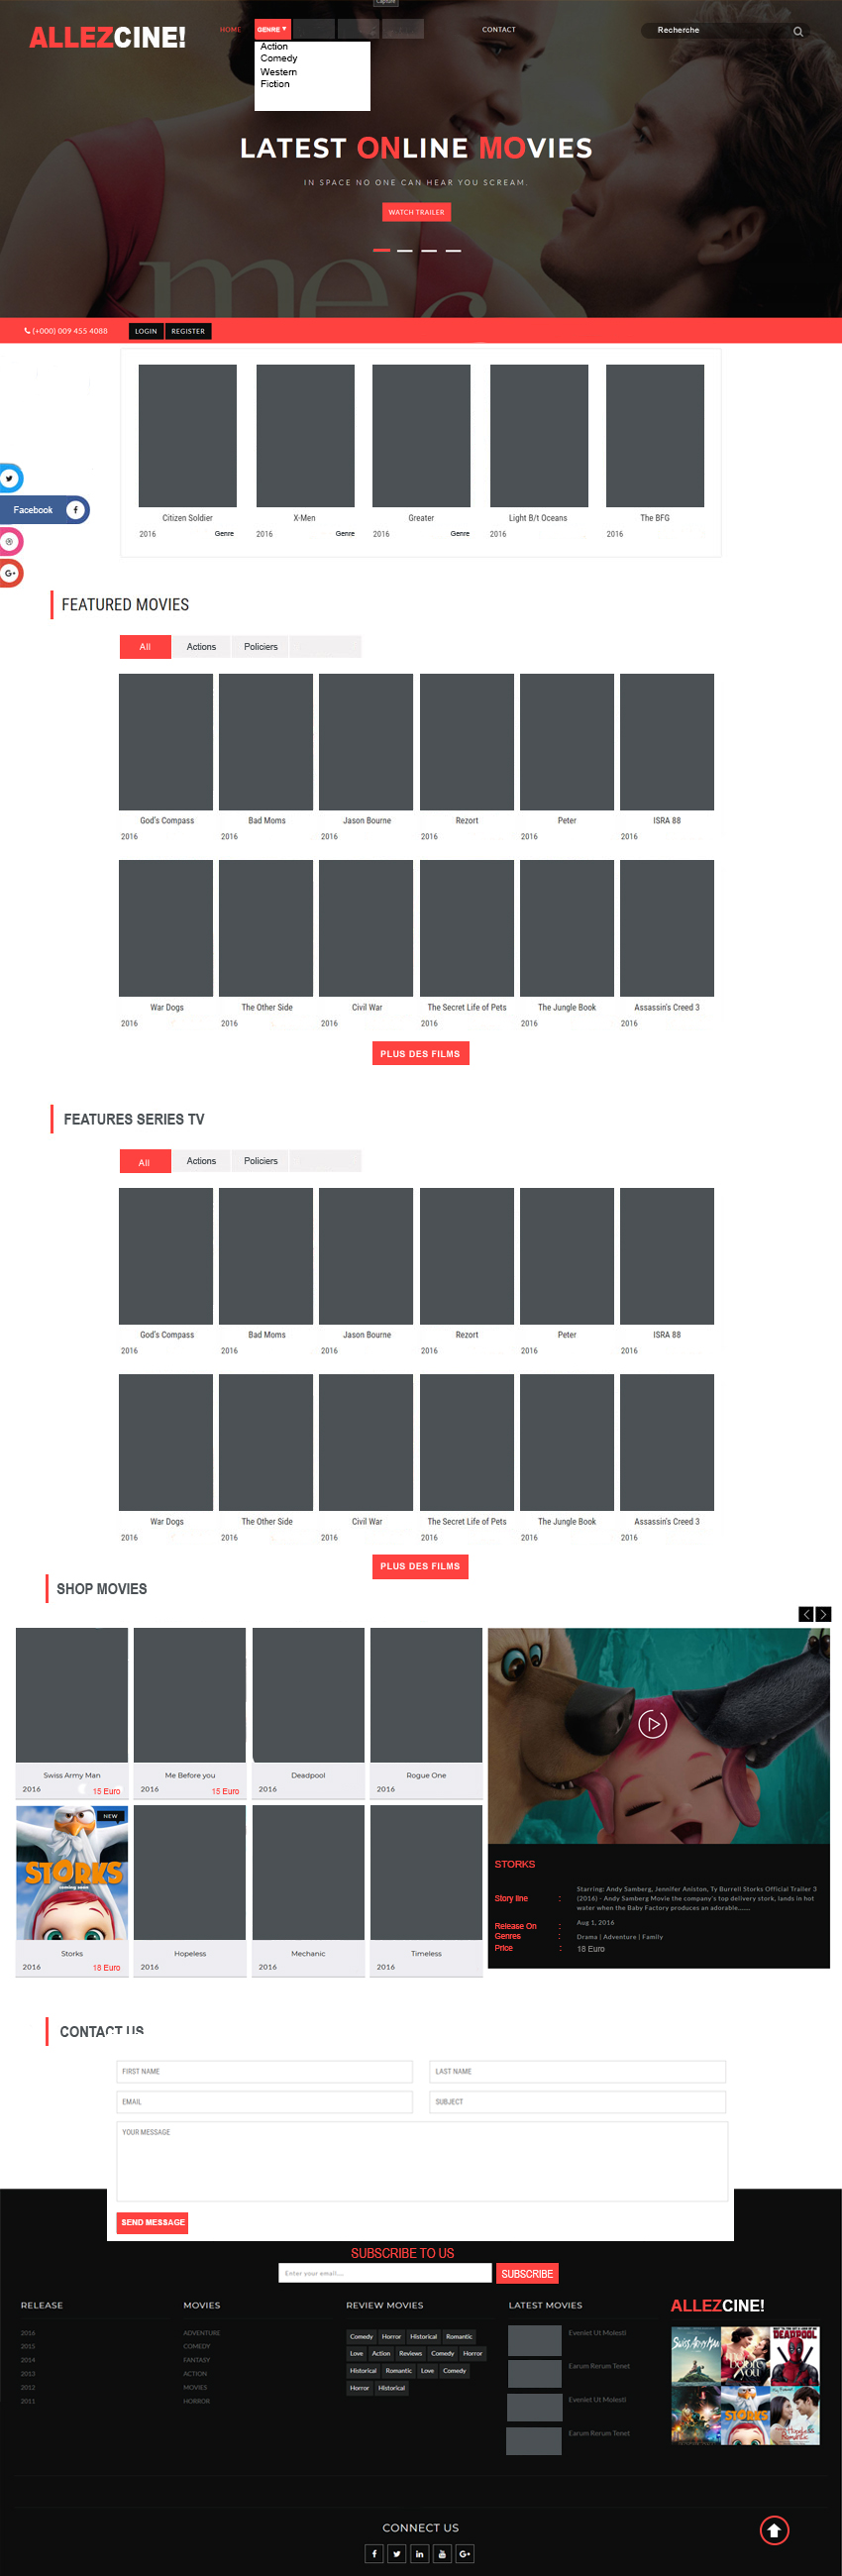 Capture
ALLEZCINE!
HOME GENRE CONTACT Recherche
Action
Comedy
Western
Fiction
LATEST ONLINE MOVIES
IN SPACE NO ONE CAN HEAR YOU SCREAM.
WATCH TRAILER
me
(+000) 009 455 4088 LOGIN REGISTER
Facebook
Citizen Soldier X-Men Greater Light B/t Oceans The BFG
2016 Genre 2016 Genre 2016 Genre 2016 2016
FEATURED MOVIES
All Actions Policiers
God's Compass Bad Moms Jason Bourne Rezort Peter ISRA 88
2016 2016 2016 2016 2016 2016
War Dogs The Other Side Civil War The Secret Life of Pets The Jungle Book Assassin's Creed 3
2016 2016 2016 2016 2016 2016
PLUS DES FILMS
FEATURES SERIES TV
All Actions Policiers
God's Compass Bad Moms Jason Bourne Rezort Peter ISRA 88
2016 2016 2016 2016 2016 2016
War Dogs The Other Side Civil War The Secret Life of Pets The Jungle Book Assassin's Creed 3
2016 2016 2016 2016 2016 2016
PLUS DES FILMS
SHOP MOVIES
Swiss Army Man Me Before you Deadpool Rogue One
2016 15 Euro 2016 15 Euro 2016 2016
NEW
STORKS
coming soon
Storks Hopeless Mechanic Timeless
2016 18 Euro 2016 2016 2016
STORKS
Story line : Starring: Andy Samberg, Jennifer Aniston, Ty Burrell Storks Official Trailer 3
(2016) - Andy Samberg Movie the company's top delivery stork, lands in hot
water when the Baby Factory produces an adorable......
Release On : Aug 1, 2016
Genres : Drama | Adventure | Family
Price : 18 Euro
CONTACT US
FIRST NAME LAST NAME
EMAIL SUBJECT
YOUR MESSAGE
SEND MESSAGE
SUBSCRIBE TO US
Enter your email.... SUBSCRIBE
RELEASE MOVIES REVIEW MOVIES LATEST MOVIES ALLEZCINE!
2016
2015
2014
2013
2012
2011
ADVENTURE
COMEDY
FANTASY
ACTION
MOVIES
HORROR
Comedy Horror Historical Romantic
Love Action Reviews Comedy Horror
Historical Romantic Love Comedy
Horror Historical
Eveniet Ut Molesti
Earum Rerum Tenet
Eveniet Ut Molesti
Earum Rerum Tenet
SWISS ARMY MAN
me before you
DEADPOOL
STORKS
CONNECT US